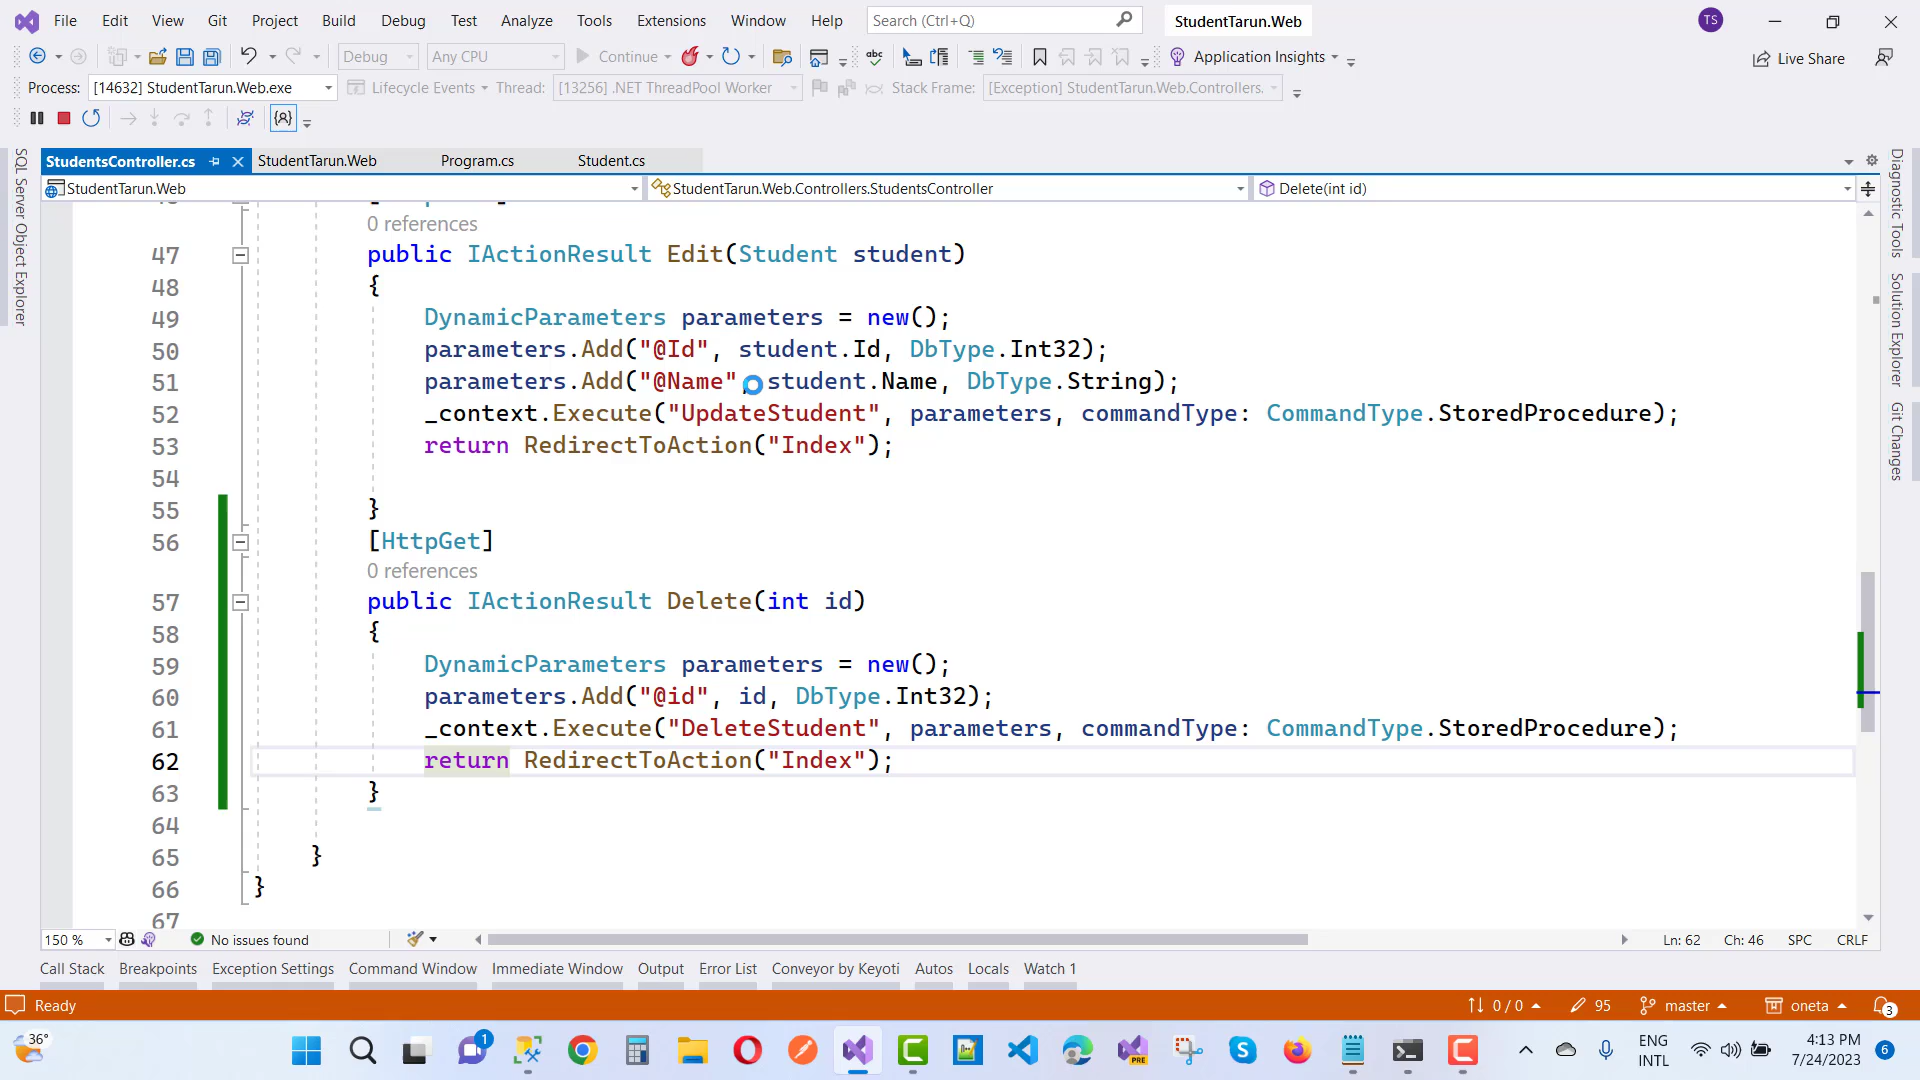 File Edit View Git Project Build Debug Test Analyze Tools Extensions Window Help Search (Ctrl+Q) StudentTarun.Web TS
Debug Any CPU Continue Application Insights Live Share
Process: [14632] StudentTarun.Web.exe Lifecycle Events Thread: [13256] .NET ThreadPool Worker Stack Frame: [Exception] StudentTarun.Web.Controllers.
StudentsController.cs StudentTarun.Web Program.cs Student.cs
StudentTarun.Web StudentTarun.Web.Controllers.StudentsController Delete(int id)
SQL Server Object Explorer
Diagnostic Tools
Solution Explorer
Git Changes
0 references
47 public IActionResult Edit(Student student)
48 {
49 DynamicParameters parameters = new();
50 parameters.Add("@Id", student.Id, DbType.Int32);
51 parameters.Add("@Name", student.Name, DbType.String);
52 _context.Execute("UpdateStudent", parameters, commandType: CommandType.StoredProcedure);
53 return RedirectToAction("Index");
54
55 }
56 [HttpGet]
0 references
57 public IActionResult Delete(int id)
58 {
59 DynamicParameters parameters = new();
60 parameters.Add("@id", id, DbType.Int32);
61 _context.Execute("DeleteStudent", parameters, commandType: CommandType.StoredProcedure);
62 return RedirectToAction("Index");
63 }
64
65 }
66 }
67
150 % No issues found Ln: 62 Ch: 46 SPC CRLF
Call Stack Breakpoints Exception Settings Command Window Immediate Window Output Error List Conveyor by Keyoti Autos Locals Watch 1
Ready 0 / 0 95 master oneta 3
36° 1 PRE ENG INTL 4:13 PM 7/24/2023 6